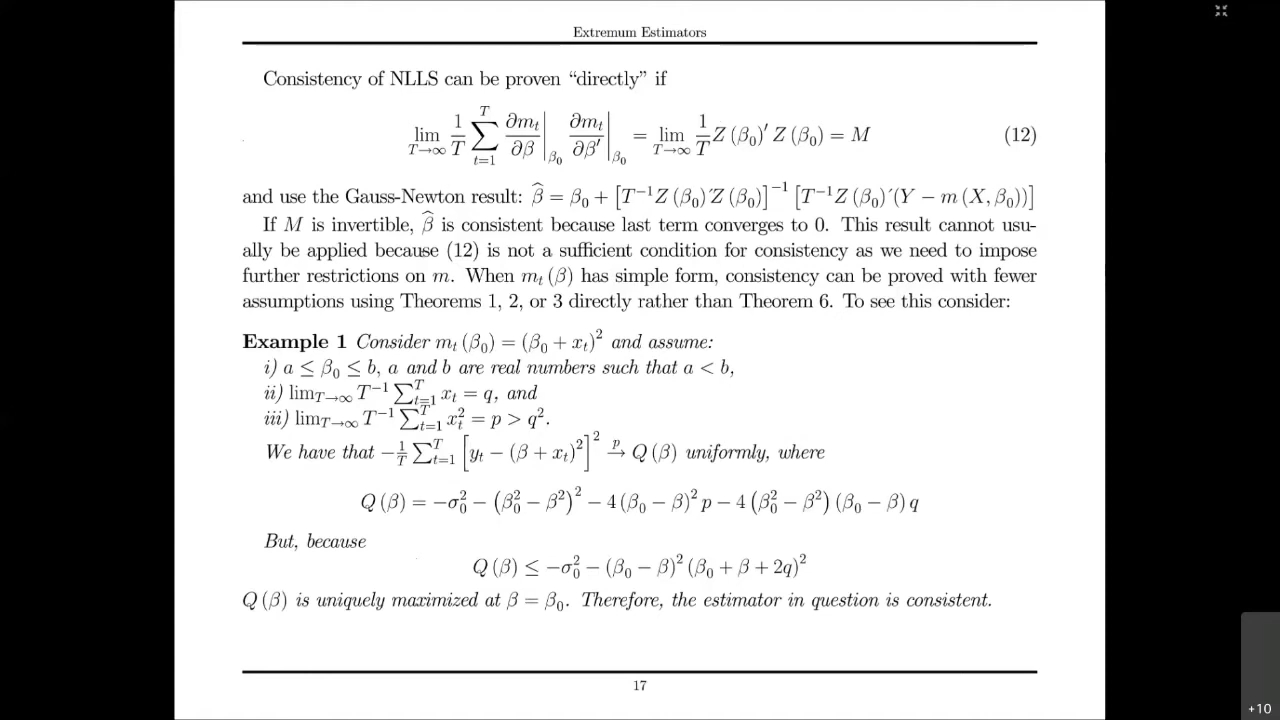 Extremum Estimators
Consistency of NLLS can be proven “directly” if
lim_{T→∞} \frac{1}{T} ∑_{t=1}^{T} \frac{∂m_t}{∂β}|_{β_0} \frac{∂m_t}{∂β′}|_{β_0} = lim_{T→∞} \frac{1}{T} Z (β_0)′ Z (β_0) = M (12)
and use the Gauss-Newton result: \hat{β} = β_0 + [T^{−1}Z (β_0)´Z (β_0)]^{−1} [T^{−1}Z (β_0)´(Y − m (X, β_0))]
If M is invertible, \hat{β} is consistent because last term converges to 0. This result cannot usu-
ally be applied because (12) is not a sufficient condition for consistency as we need to impose
further restrictions on m. When m_t (β) has simple form, consistency can be proved with fewer
assumptions using Theorems 1, 2, or 3 directly rather than Theorem 6. To see this consider:
Example 1 Consider m_t (β_0) = (β_0 + x_t)^2 and assume:
i) a ≤ β_0 ≤ b, a and b are real numbers such that a < b,
ii) lim_{T→∞} T^{−1} ∑_{t=1}^{T} x_t = q, and
iii) lim_{T→∞} T^{−1} ∑_{t=1}^{T} x_t^2 = p > q^2.
We have that −\frac{1}{T} ∑_{t=1}^{T} [y_t − (β + x_t)^2]^2 \overset{p}{→} Q (β) uniformly, where
Q (β) = −σ_0^2 − (β_0^2 − β^2)^2 − 4 (β_0 − β)^2 p − 4 (β_0^2 − β^2) (β_0 − β) q
But, because
Q (β) ≤ −σ_0^2 − (β_0 − β)^2 (β_0 + β + 2q)^2
Q (β) is uniquely maximized at β = β_0. Therefore, the estimator in question is consistent.
17
+10